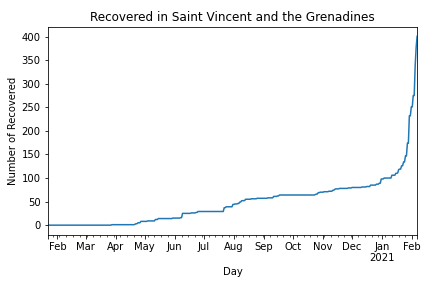 Recovered in Saint Vincent and the Grenadines
400
350
300
250
200
150
100
50
0
Number of Recovered
Feb Mar Apr May Jun Jul Aug Sep Oct Nov Dec Jan Feb
2021
Day